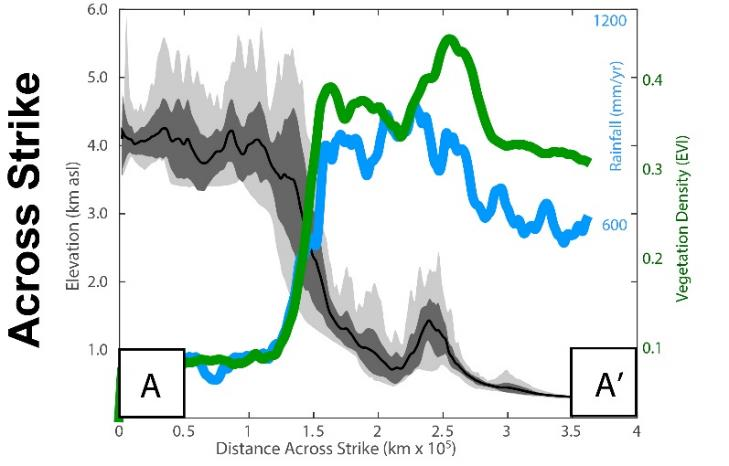 Across Strike
Elevation (km asl)
6.0
5.0
4.0
3.0
2.0
1.0
1200
Rainfall (mm/yr)
600
0.4
0.3
0.2
0.1
Vegetation Density (EVI)
A
A′
0 0.5 1 1.5 2 2.5 3 3.5 4
Distance Across Strike (km x 10⁵)